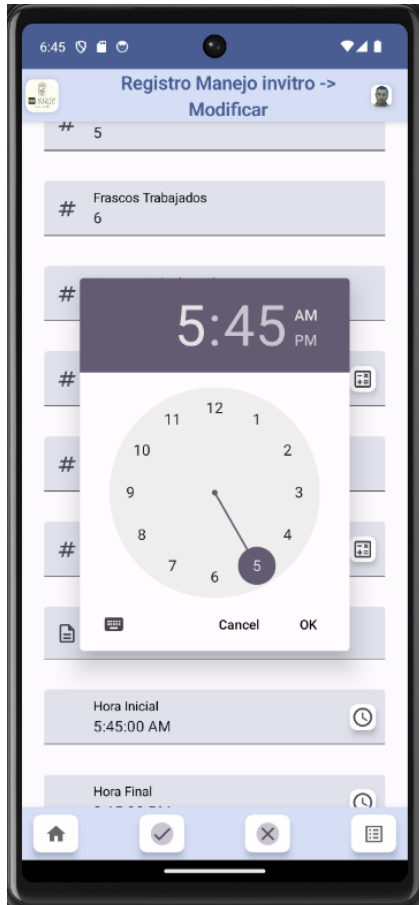 6:45
Registro Manejo invitro ->
Modificar
# 5
Frascos Trabajados
# 6
#
5:45 AM
PM
#
12
11 1
10 2
#
9 3
8 4
#
7 5
6
Cancel OK
Hora Inicial
5:45:00 AM
Hora Final